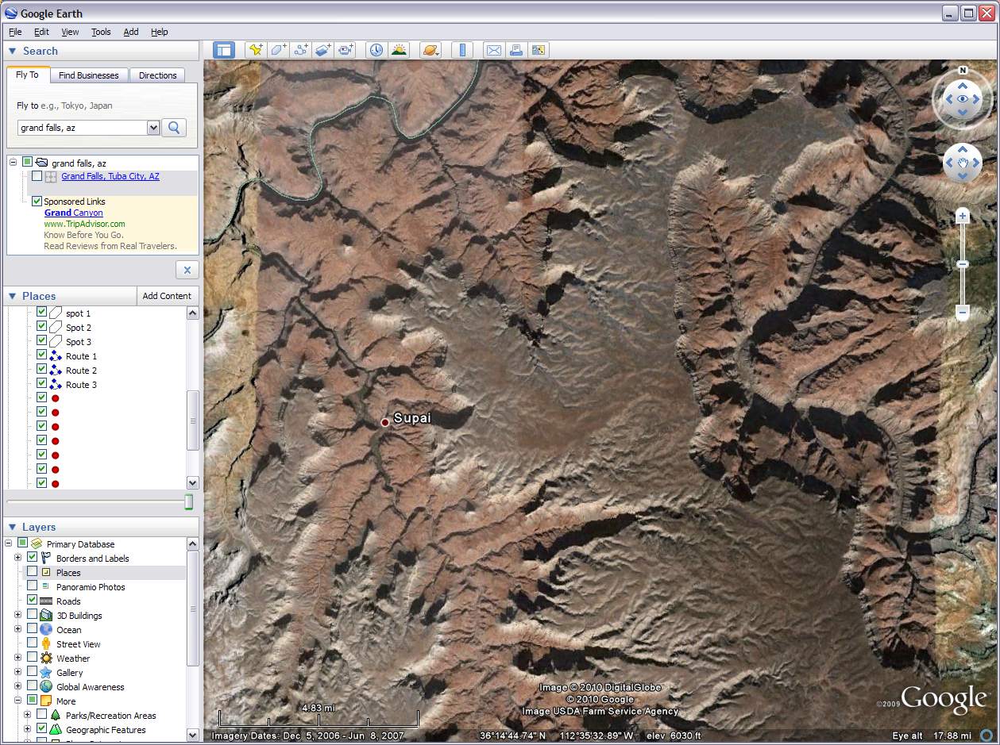 Google Earth
File Edit View Tools Add Help
Search
Fly To Find Businesses Directions
Fly to e.g., Tokyo, Japan
grand falls, az
grand falls, az
Grand Falls, Tuba City, AZ
Sponsored Links
Grand Canyon
www.TripAdvisor.com
Know Before You Go.
Read Reviews from Real Travelers.
Places Add Content
spot 1
Spot 2
Spot 3
Route 1
Route 2
Route 3
Layers
Primary Database
Borders and Labels
Places
Panoramio Photos
Roads
3D Buildings
Ocean
Street View
Weather
Gallery
Global Awareness
More
Parks/Recreation Areas
Geographic Features
N
Supai
4.83 mi
Image © 2010 DigitalGlobe
© 2010 Google
Image USDA Farm Service Agency
©2009 Google
Imagery Dates: Dec 5, 2006 - Jun 8, 2007 36°14'44.74" N 112°35'32.89" W elev 6030 ft Eye alt 17.88 mi